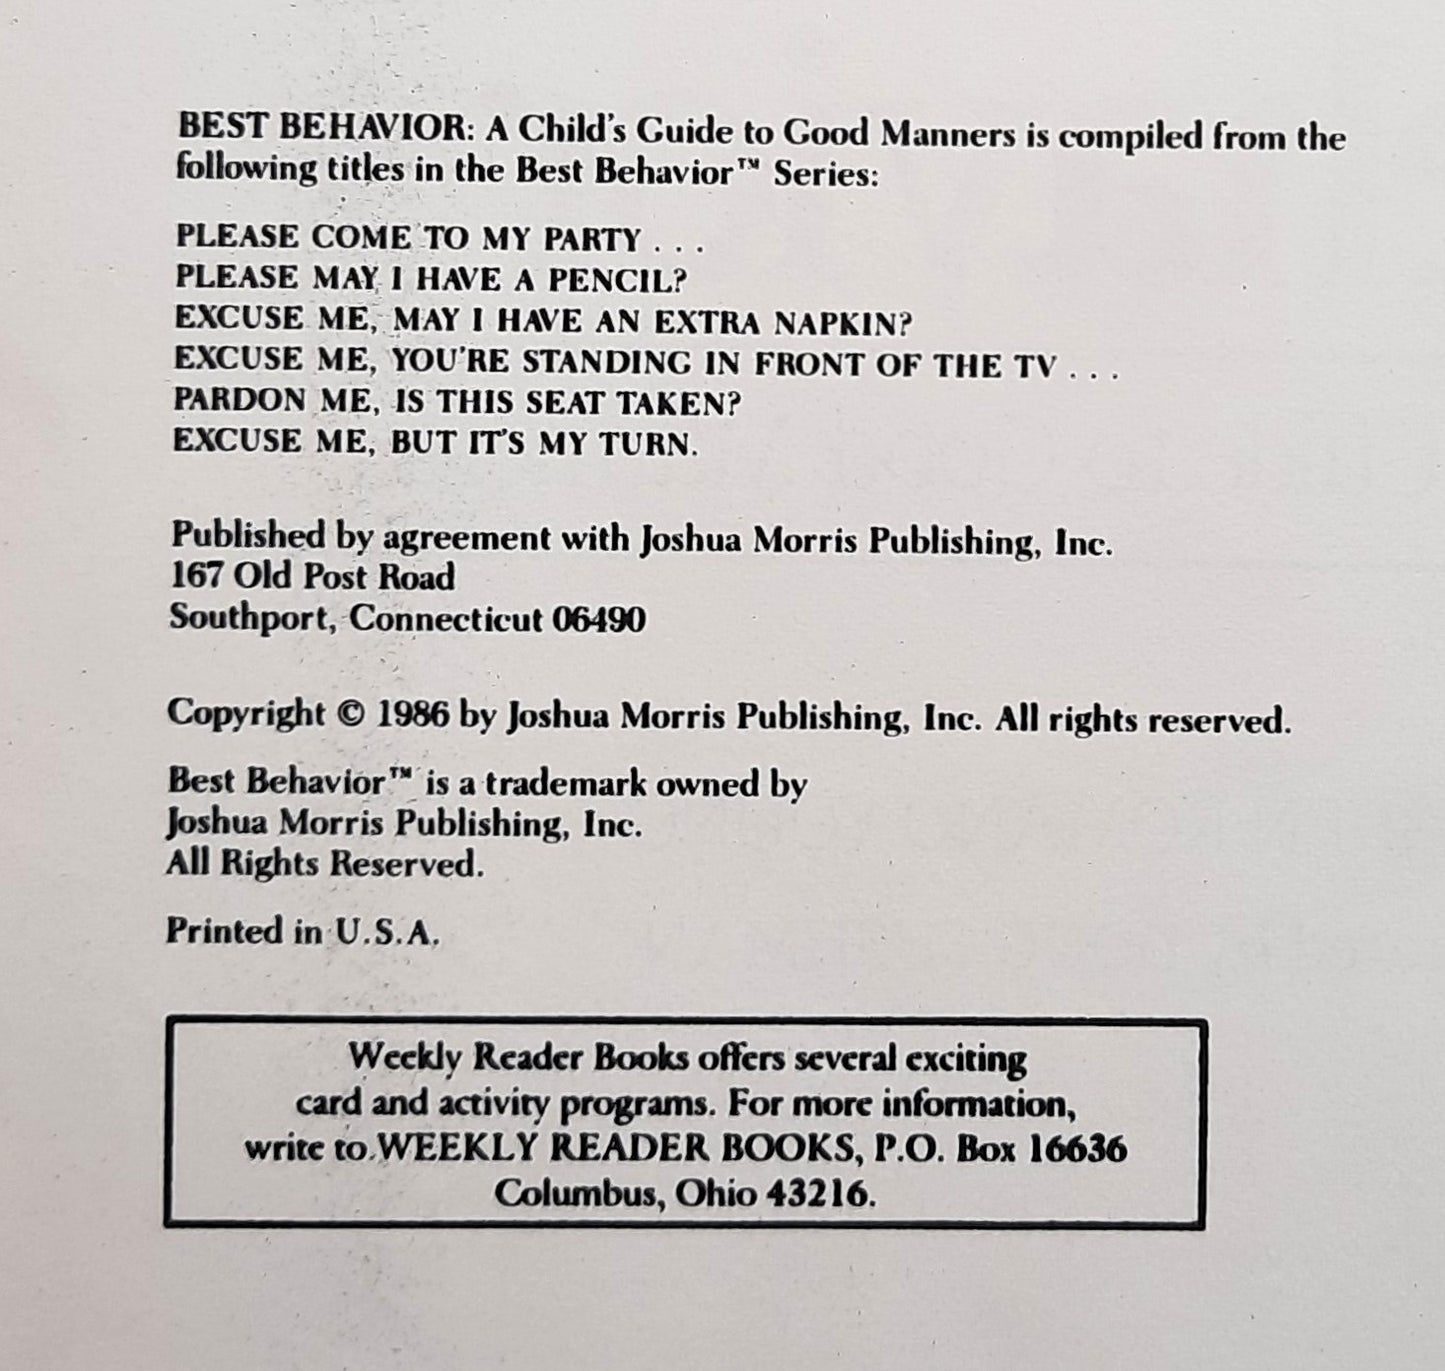 BEST BEHAVIOR: A Child's Guide to Good Manners is compiled from the
following titles in the Best Behavior™ Series:
PLEASE COME TO MY PARTY . . .
PLEASE MAY I HAVE A PENCIL?
EXCUSE ME, MAY I HAVE AN EXTRA NAPKIN?
EXCUSE ME, YOU'RE STANDING IN FRONT OF THE TV . . .
PARDON ME, IS THIS SEAT TAKEN?
EXCUSE ME, BUT IT'S MY TURN.
Published by agreement with Joshua Morris Publishing, Inc.
167 Old Post Road
Southport, Connecticut 06490
Copyright © 1986 by Joshua Morris Publishing, Inc. All rights reserved.
Best Behavior™ is a trademark owned by
Joshua Morris Publishing, Inc.
All Rights Reserved.
Printed in U.S.A.
Weekly Reader Books offers several exciting
card and activity programs. For more information,
write to WEEKLY READER BOOKS, P.O. Box 16636
Columbus, Ohio 43216.